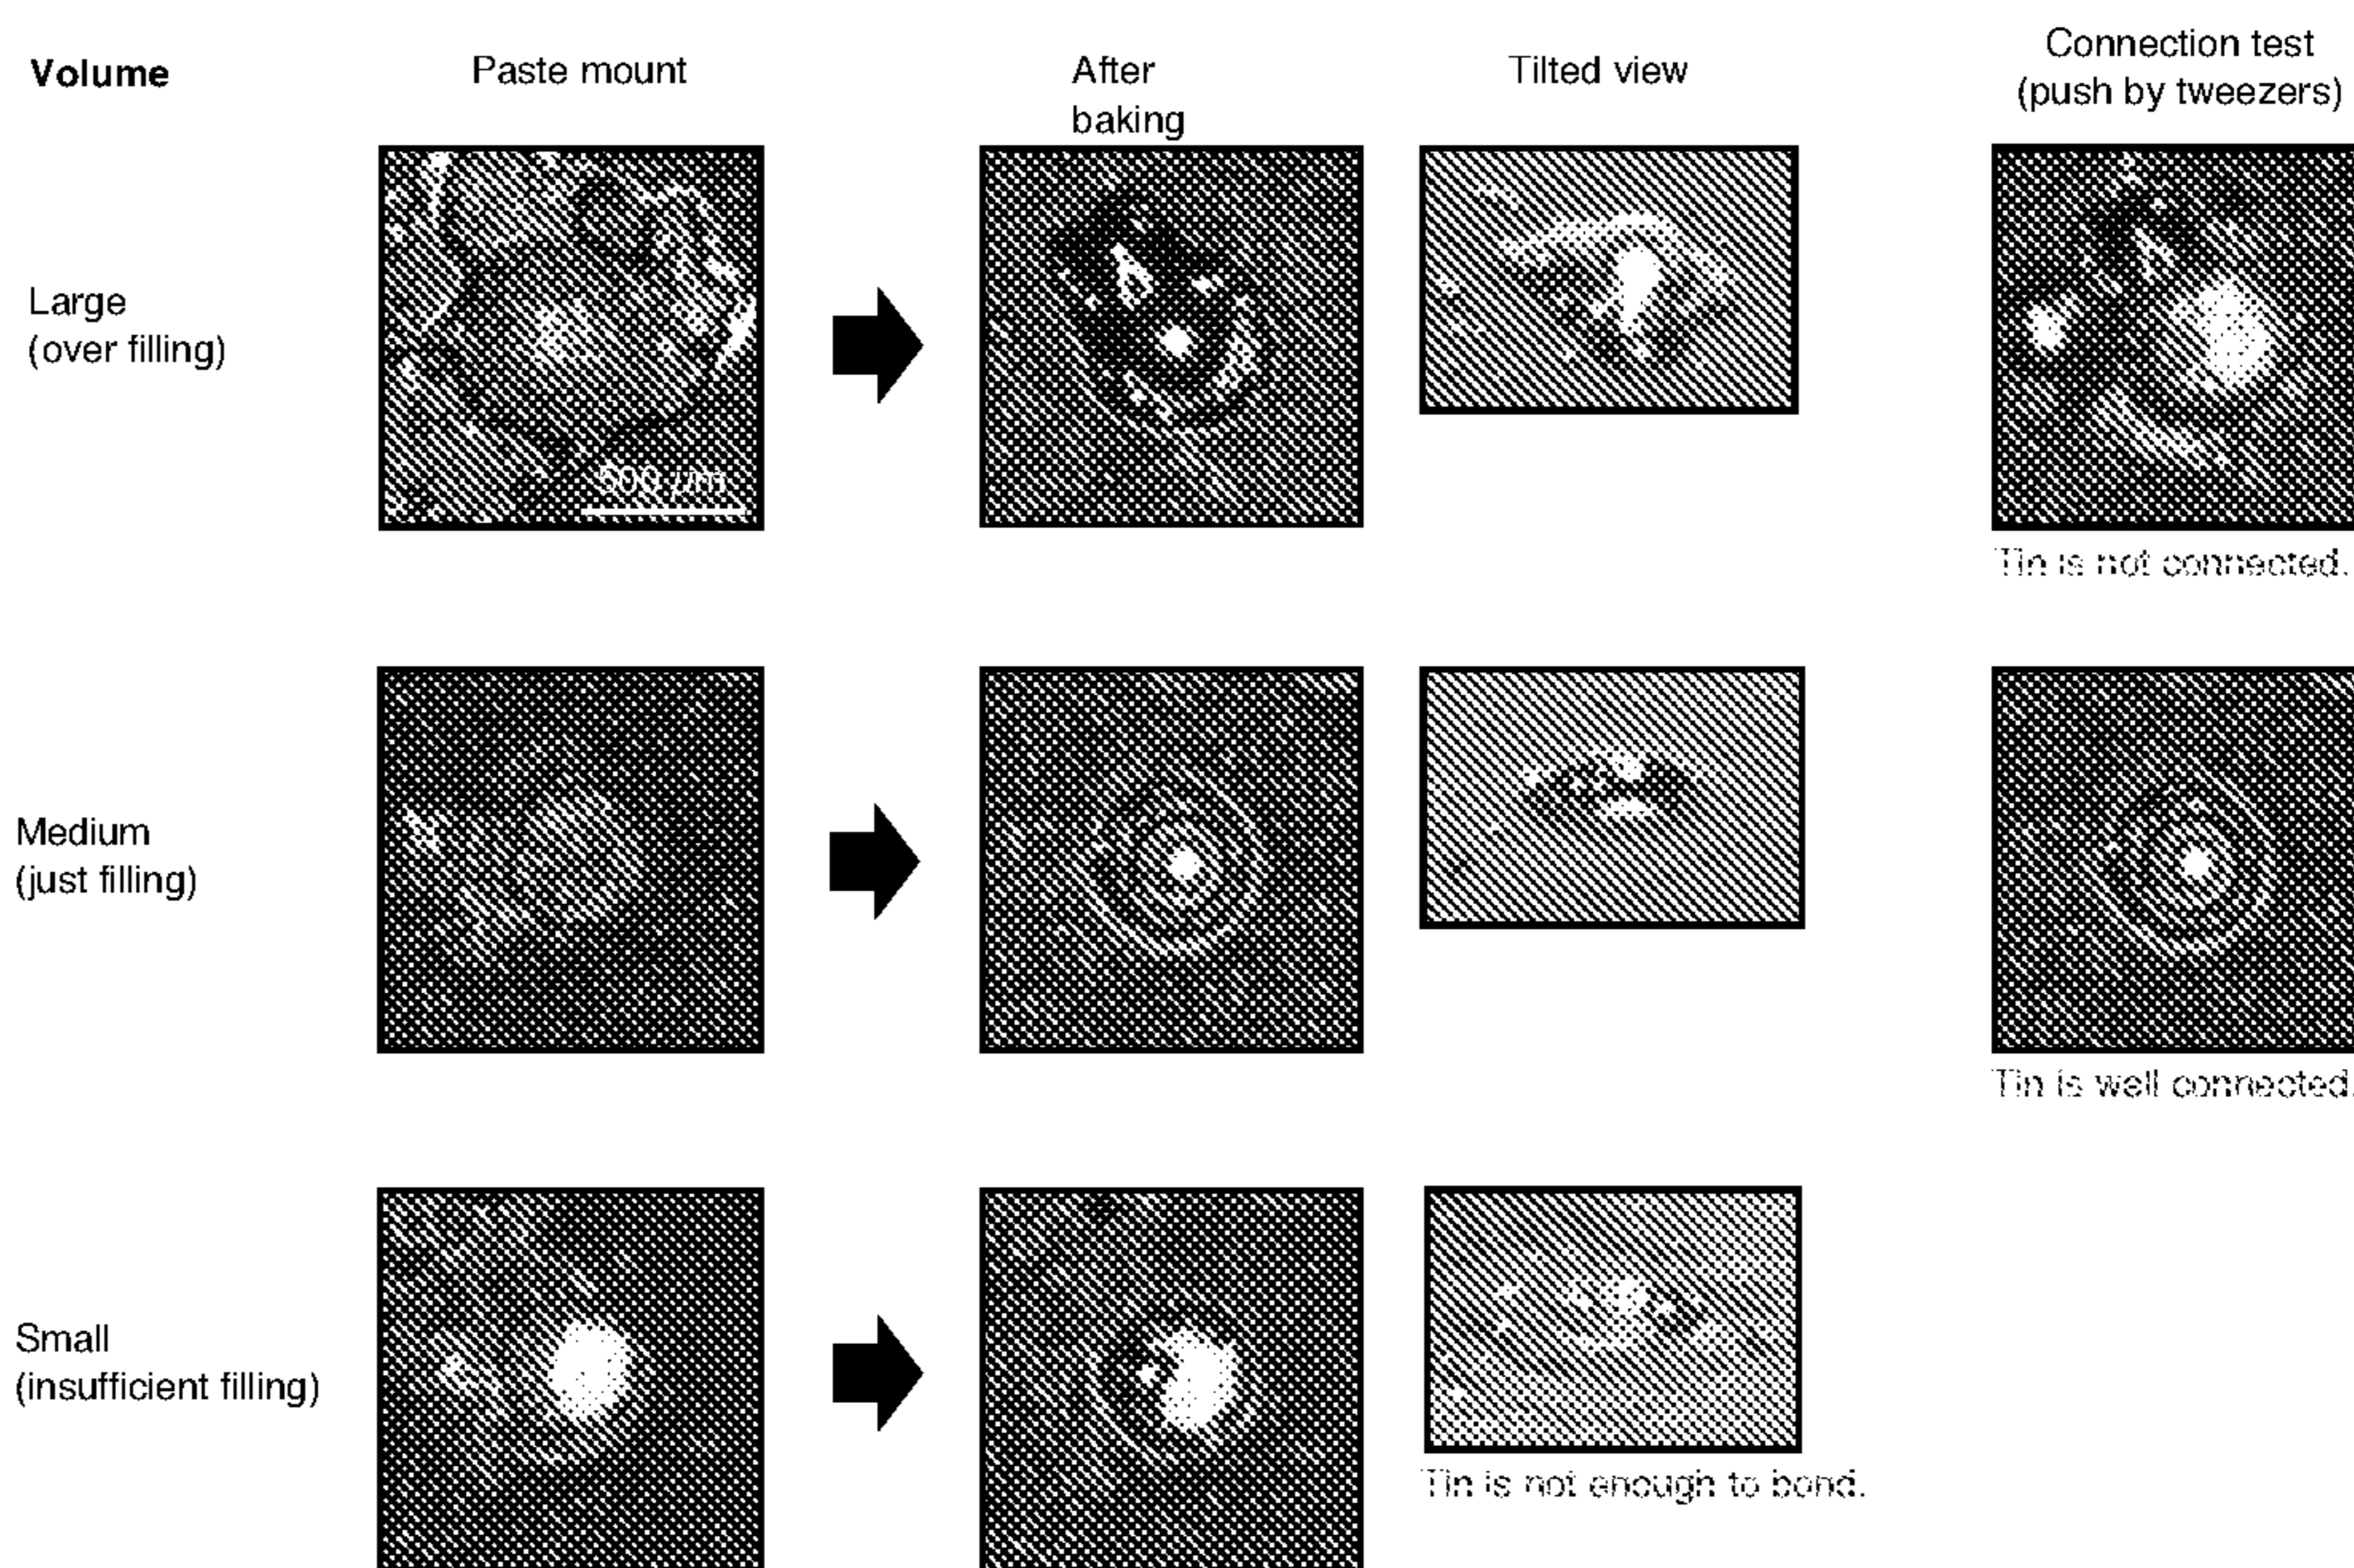 Volume
Paste mount
After
baking
Tilted view
Connection test
(push by tweezers)
Large
(over filling)
500 μm
Tin is not connected.
Medium
(just filling)
Tin is well connected.
Small
(insufficient filling)
Tin is not enough to bond.